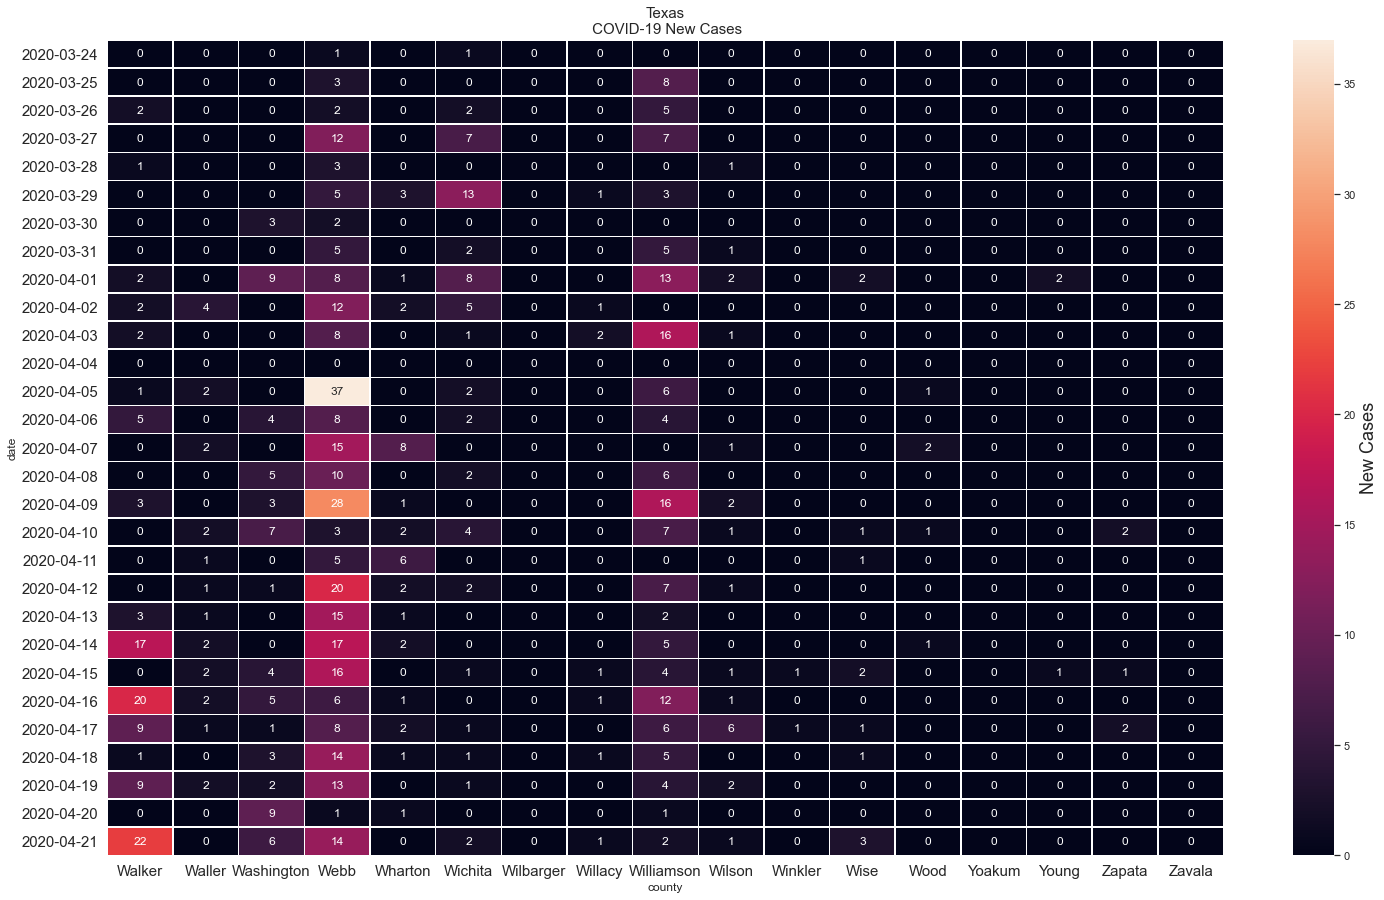 Texas
COVID-19 New Cases
2020-03-24 0 0 0 1 0 1 0 0 0 0 0 0 0 0 0 0 0
2020-03-25 0 0 0 3 0 0 0 0 8 0 0 0 0 0 0 0 0
2020-03-26 2 0 0 2 0 2 0 0 5 0 0 0 0 0 0 0 0
2020-03-27 0 0 0 12 0 7 0 0 7 0 0 0 0 0 0 0 0
2020-03-28 1 0 0 3 0 0 0 0 0 1 0 0 0 0 0 0 0
2020-03-29 0 0 0 5 3 13 0 1 3 0 0 0 0 0 0 0 0
2020-03-30 0 0 3 2 0 0 0 0 0 0 0 0 0 0 0 0 0
2020-03-31 0 0 0 5 0 2 0 0 5 1 0 0 0 0 0 0 0
2020-04-01 2 0 9 8 1 8 0 0 13 2 0 2 0 0 2 0 0
2020-04-02 2 4 0 12 2 5 0 1 0 0 0 0 0 0 0 0 0
2020-04-03 2 0 0 8 0 1 0 2 16 1 0 0 0 0 0 0 0
2020-04-04 0 0 0 0 0 0 0 0 0 0 0 0 0 0 0 0 0
2020-04-05 1 2 0 37 0 2 0 0 6 0 0 0 1 0 0 0 0
2020-04-06 5 0 4 8 0 2 0 0 4 0 0 0 0 0 0 0 0
2020-04-07 0 2 0 15 8 0 0 0 0 1 0 0 2 0 0 0 0
2020-04-08 0 0 5 10 0 2 0 0 6 0 0 0 0 0 0 0 0
2020-04-09 3 0 3 28 1 0 0 0 16 2 0 0 0 0 0 0 0
2020-04-10 0 2 7 3 2 4 0 0 7 1 0 1 1 0 0 2 0
2020-04-11 0 1 0 5 6 0 0 0 0 0 0 1 0 0 0 0 0
2020-04-12 0 1 1 20 2 2 0 0 7 1 0 0 0 0 0 0 0
2020-04-13 3 1 0 15 1 0 0 0 2 0 0 0 0 0 0 0 0
2020-04-14 17 2 0 17 2 0 0 0 5 0 0 0 1 0 0 0 0
2020-04-15 0 2 4 16 0 1 0 1 4 1 1 2 0 0 1 1 0
2020-04-16 20 2 5 6 1 0 0 1 12 1 0 0 0 0 0 0 0
2020-04-17 9 1 1 8 2 1 0 0 6 6 1 1 0 0 0 2 0
2020-04-18 1 0 3 14 1 1 0 1 5 0 0 1 0 0 0 0 0
2020-04-19 9 2 2 13 0 1 0 0 4 2 0 0 0 0 0 0 0
2020-04-20 0 0 9 1 1 0 0 0 1 0 0 0 0 0 0 0 0
2020-04-21 22 0 6 14 0 2 0 1 2 1 0 3 0 0 0 0 0
Walker Waller Washington Webb Wharton Wichita Wilbarger Willacy Williamson Wilson Winkler Wise Wood Yoakum Young Zapata Zavala
county
date
35
30
25
20
15
10
5
0
New Cases